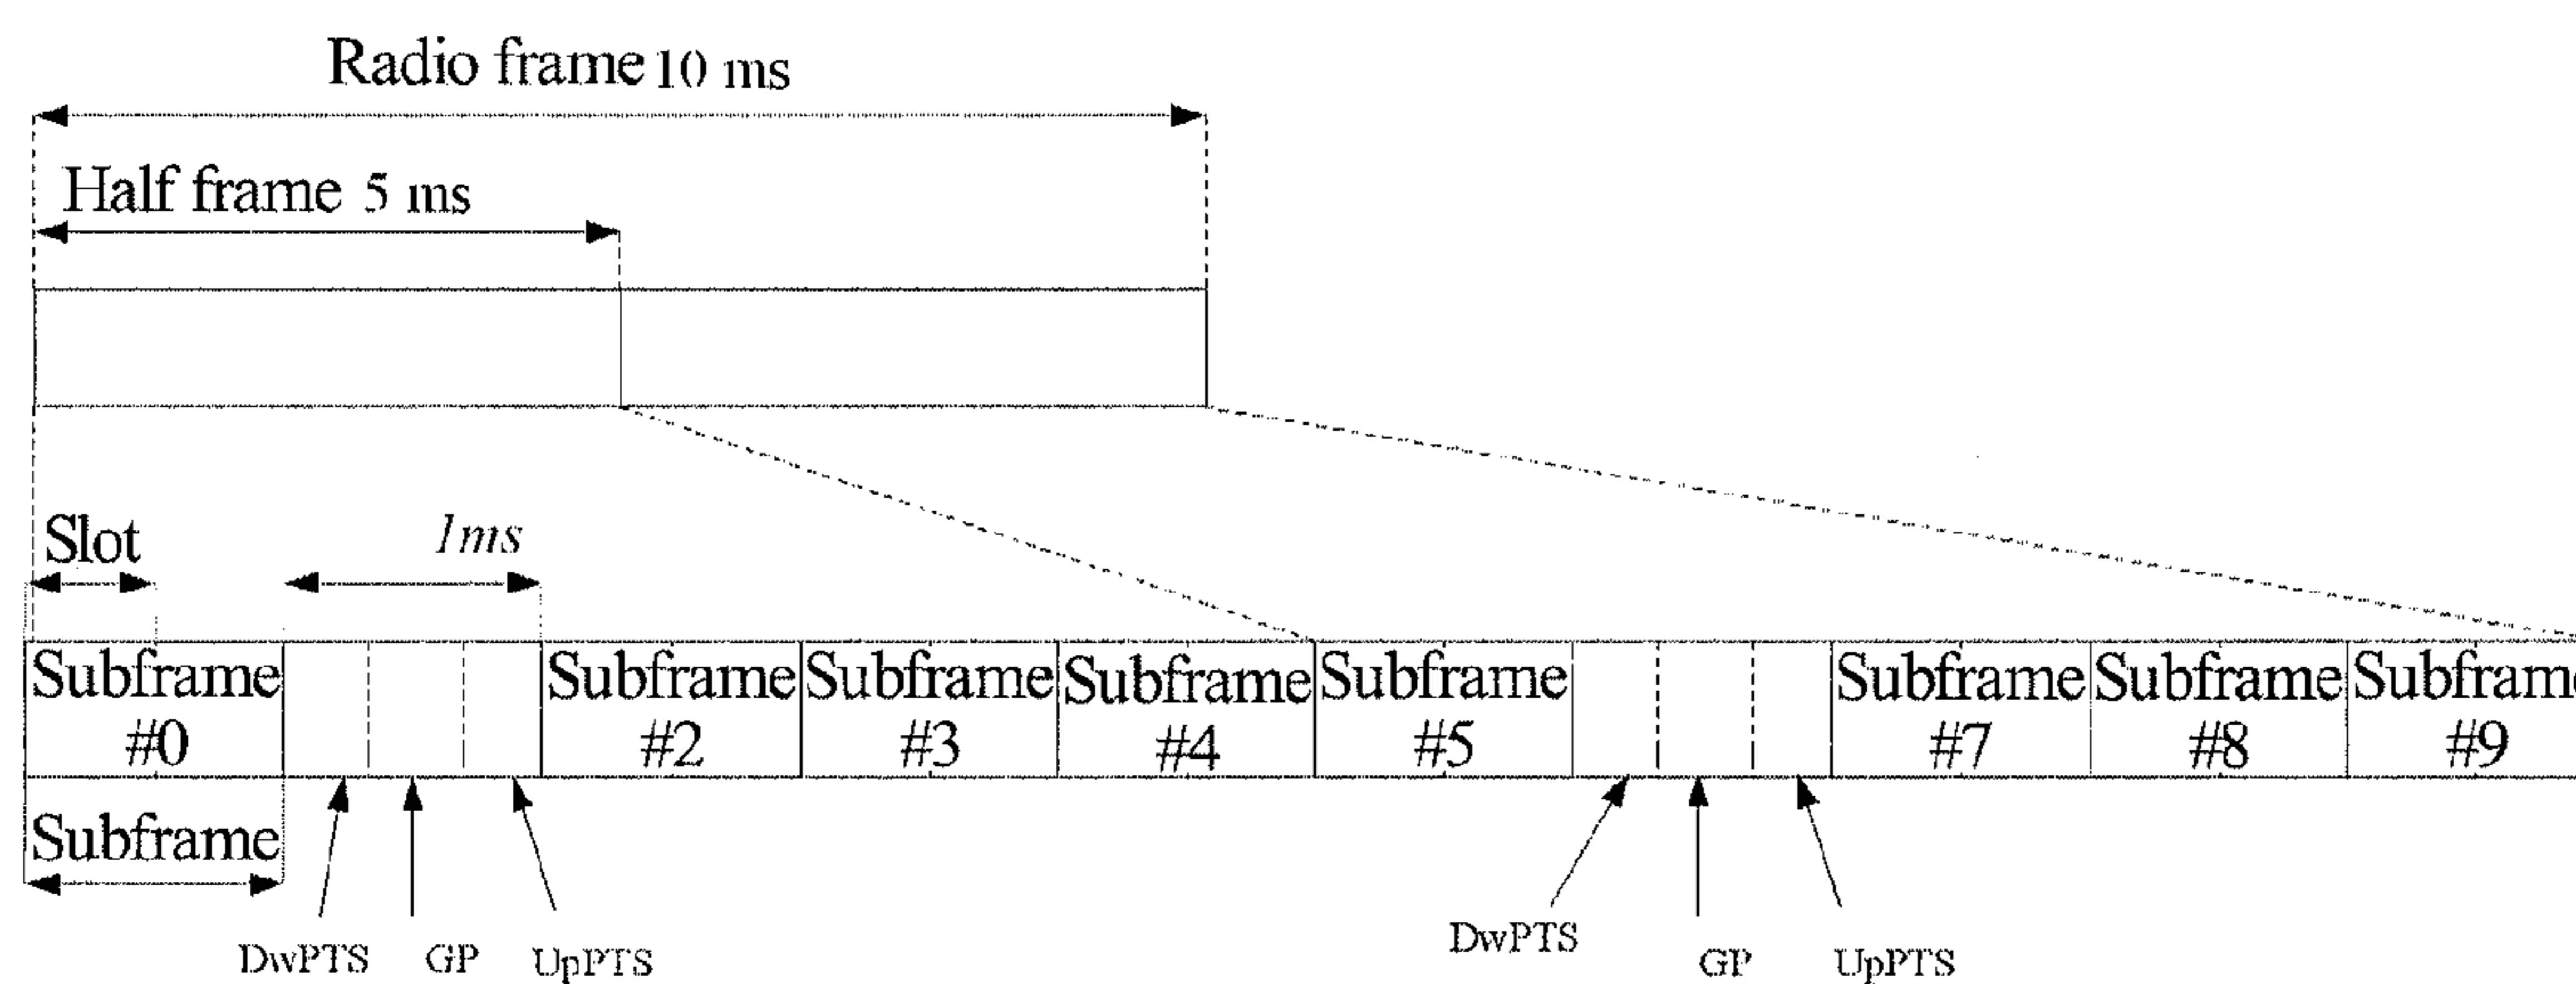 Radio frame 10 ms
Half frame 5 ms
Slot
1ms
Subframe #0
Subframe #2
Subframe #3
Subframe #4
Subframe #5
Subframe #7
Subframe #8
Subfram #9
Subframe
DwPTS GP UpPTS
DwPTS GP UpPTS